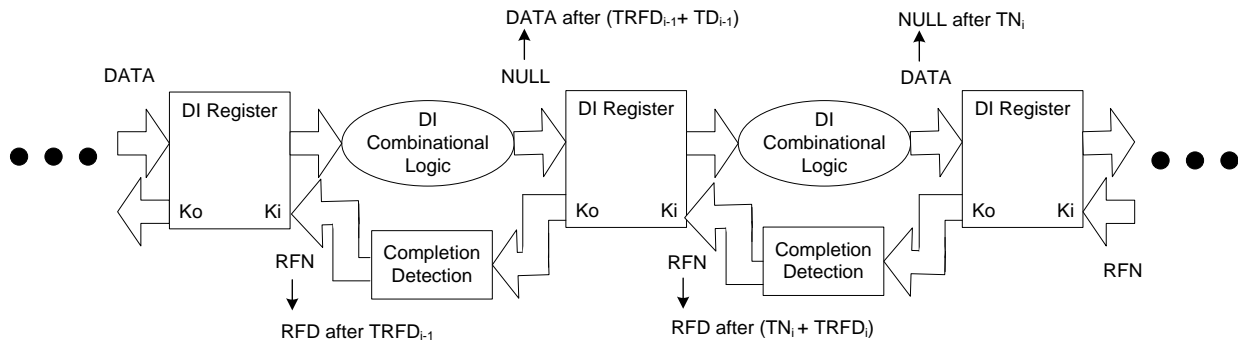 DATA after (TRFDi-1+ TDi-1)
NULL after TNi
DATA
NULL
DATA
DI Register
DI
Combinational
Logic
DI Register
DI
Combinational
Logic
DI Register
Ko
Ki
Ko
Ki
Ko
Ki
Completion
Detection
Completion
Detection
RFN
RFN
RFN
RFD after TRFDi-1
RFD after (TNi + TRFDi)